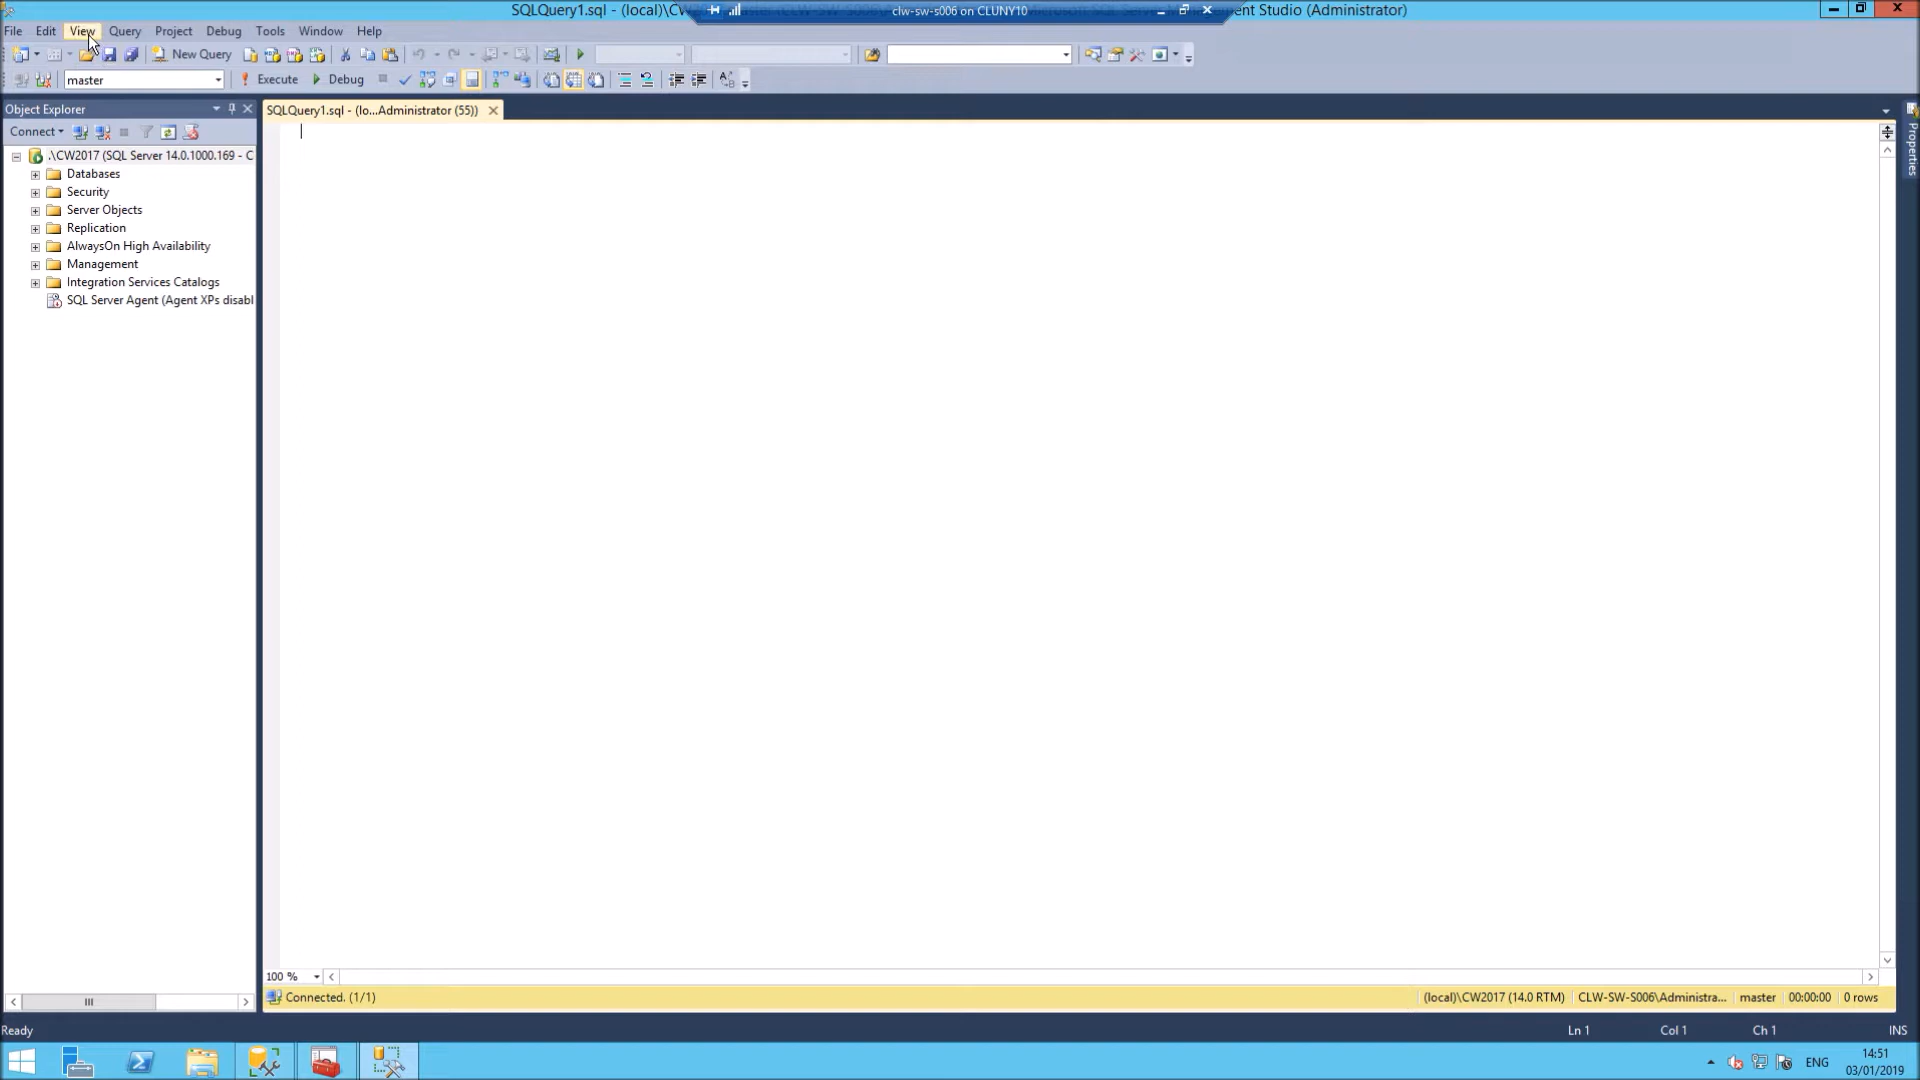 SQLQuery1.sql - (local)\CW
clw-sw-s006 on CLUNY10
ent Studio (Administrator)
File Edit View Query Project Debug Tools Window Help
New Query
master
Execute Debug
Object Explorer
SQLQuery1.sql - (lo...Administrator (55))
Properties
Connect
.\CW2017 (SQL Server 14.0.1000.169 - C
Databases
Security
Server Objects
Replication
AlwaysOn High Availability
Management
Integration Services Catalogs
SQL Server Agent (Agent XPs disabl
100 %
Connected. (1/1)
(local)\CW2017 (14.0 RTM) CLW-SW-S006\Administra... master 00:00:00 0 rows
Ready
Ln 1 Col 1 Ch 1 INS
ENG
14:51
03/01/2019